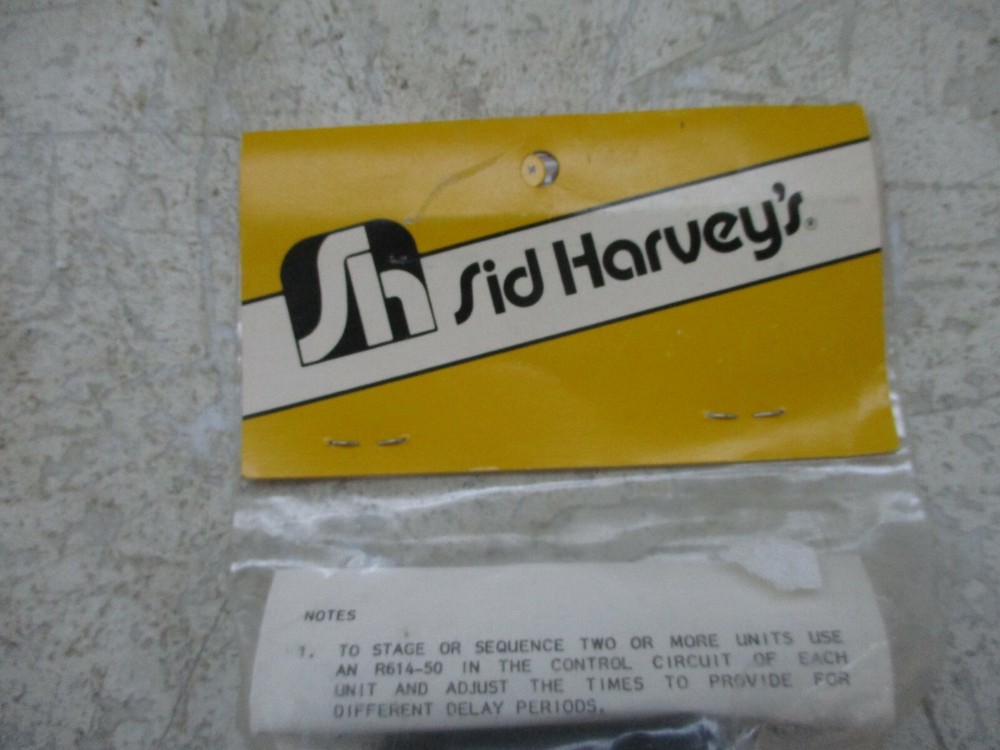 Sh Sid Harvey's®
NOTES
1. TO STAGE OR SEQUENCE TWO OR MORE UNITS USE
AN R614-50 IN THE CONTROL CIRCUIT OF EACH
UNIT AND ADJUST THE TIMES TO PROVIDE FOR
DIFFERENT DELAY PERIODS.